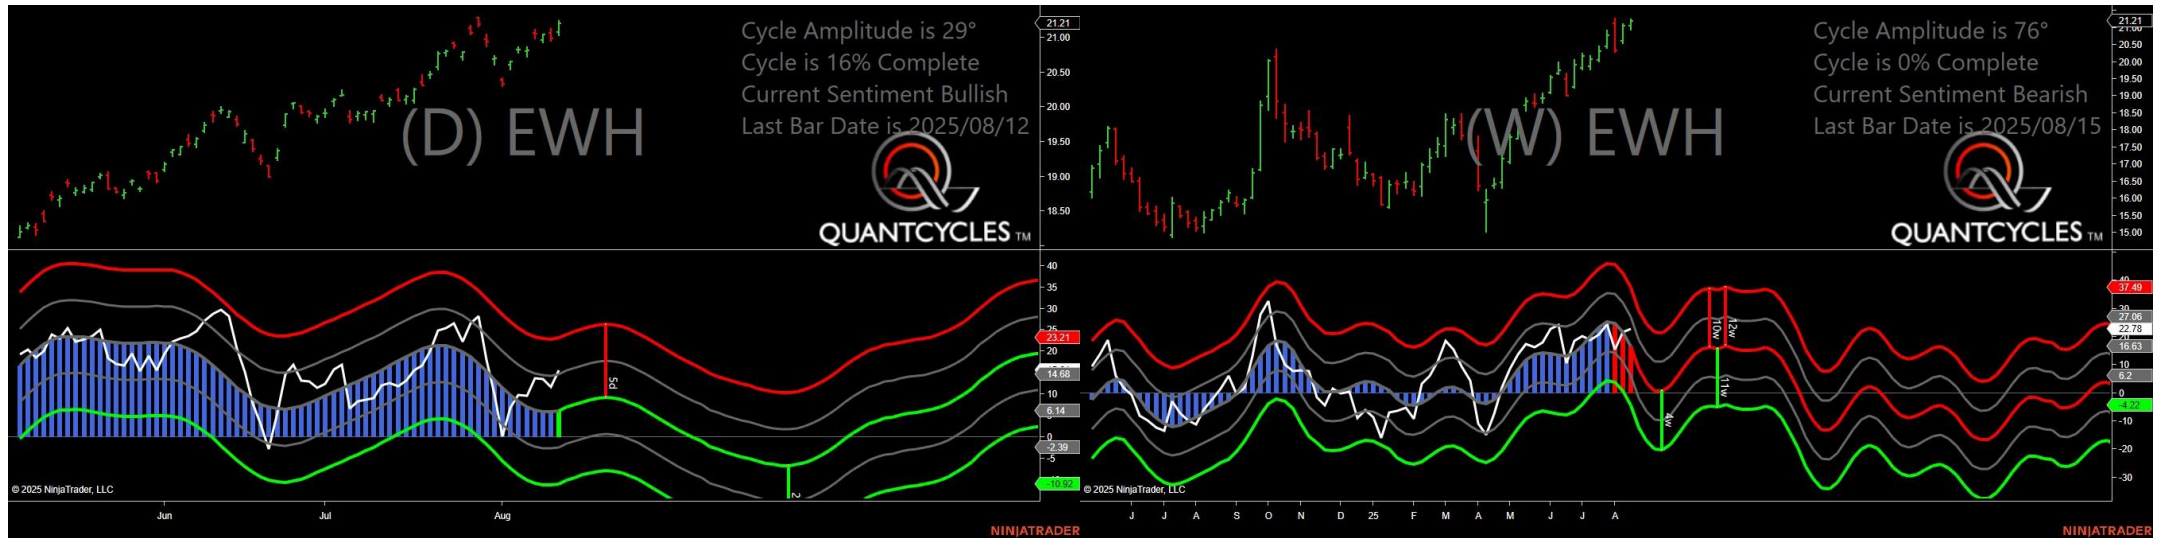 Cycle Amplitude is 29°
Cycle is 16% Complete
Current Sentiment Bullish
Last Bar Date is 2025/08/12
(D) EWH
QUANTCYCLES TM
21.21
21.00
20.50
20.00
19.50
19.00
18.50
40
35
30
25
23.21
20
14.68
10
6.14
0
-2.39
-5
-10.92
5d
2
© 2025 NinjaTrader, LLC
Jun Jul Aug
NINJATRADER
Cycle Amplitude is 76°
Cycle is 0% Complete
Current Sentiment Bearish
Last Bar Date is 2025/08/15
(W) EWH
QUANTCYCLES TM
21.21
21.00
20.50
20.00
19.50
19.00
18.50
18.00
17.50
17.00
16.50
16.00
15.50
15.00
40
37.49
30
27.06
22.78
16.63
10
6.2
0
-4.22
-10
-20
-30
10w
12w
11w
4w
© 2025 NinjaTrader, LLC
J J A S O N D 25 F M A M J J A
NINJATRADER